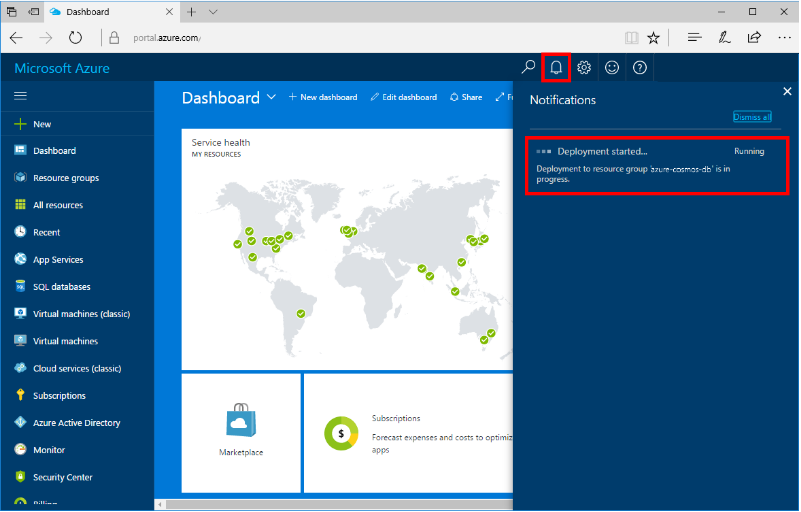 Dashboard
portal.azure.com/
Microsoft Azure
New
Dashboard
Resource groups
All resources
Recent
App Services
SQL databases
Virtual machines (classic)
Virtual machines
Cloud services (classic)
Subscriptions
Azure Active Directory
Monitor
Security Center
Billing
Dashboard
+ New dashboard
Edit dashboard
Share
Service health
MY RESOURCES
Marketplace
$
Subscriptions
Forecast expenses and costs to optimiz
apps
Notifications
Dismiss all
Deployment started... Running
Deployment to resource group 'azure-cosmos-db' is in
progress.